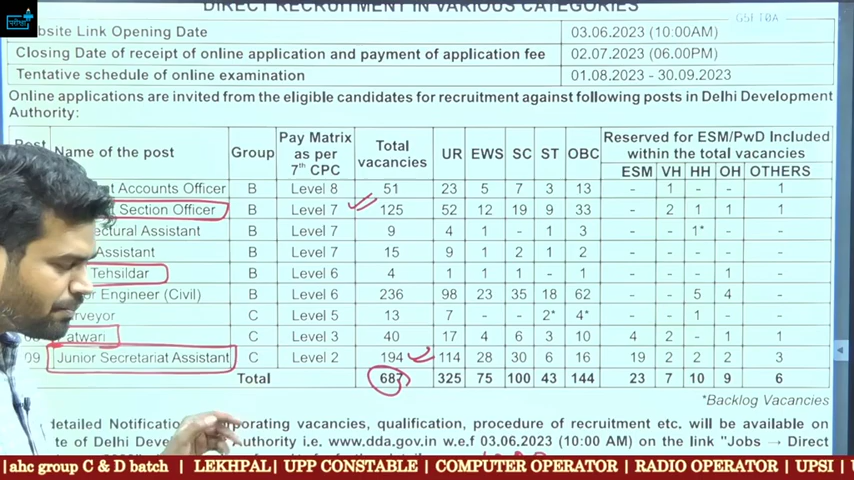 DIRECT RECRUITMENT IN VARIOUS CATEGORIES
परीक्षा
GSF10A
Website Link Opening Date 03.06.2023 (10:00AM)
Closing Date of receipt of online application and payment of application fee 02.07.2023 (06.00PM)
Tentative schedule of online examination 01.08.2023 - 30.09.2023
Online applications are invited from the eligible candidates for recruitment against following posts in Delhi Development
Authority:
Post Name of the post Group Pay Matrix as per 7th CPC Total vacancies UR EWS SC ST OBC Reserved for ESM/PwD Included within the total vacancies
ESM VH HH OH OTHERS
Accounts Officer B Level 8 51 23 5 7 3 13 - 1 - - 1
Section Officer B Level 7 125 52 12 19 9 33 - 2 1 1 1
Assistant B Level 7 9 4 1 - 1 3 - - 1* - -
Assistant B Level 7 15 9 1 2 1 2 - - - - -
Tehsildar B Level 6 4 1 1 1 - 1 - - - 1
Engineer (Civil) B Level 6 236 98 23 35 18 62 - - 5 4
C Level 5 13 7 - - 2* 4* - - 1 -
Patwari C Level 3 40 17 4 6 3 10 4 2 - 1 1
09 Junior Secretariat Assistant C Level 2 194 114 28 30 6 16 19 2 2 2 3
Total 687 325 75 100 43 144 23 7 10 9 6
*Backlog Vacancies
detailed Notification vacancies, qualification, procedure of recruitment etc. will be available on
of Delhi Authority i.e. www.dda.gov.in w.e.f 03.06.2023 (10:00 AM) on the link "Jobs → Direct
|ahc group C & D batch | LEKHPAL| UPP CONSTABLE | COMPUTER OPERATOR | RADIO OPERATOR | UPSI | U